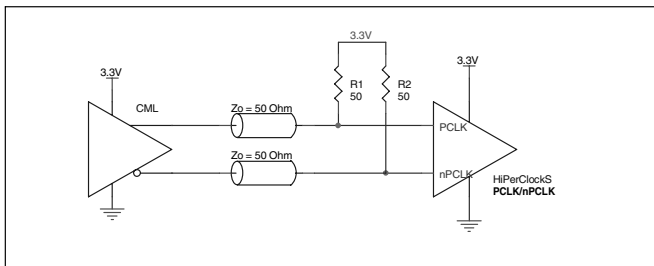 3.3V
3.3V
3.3V
R1
50
R2
50
CML
Zo = 50 Ohm
PCLK
Zo = 50 Ohm
nPCLK
HiPerClockS
PCLK/nPCLK